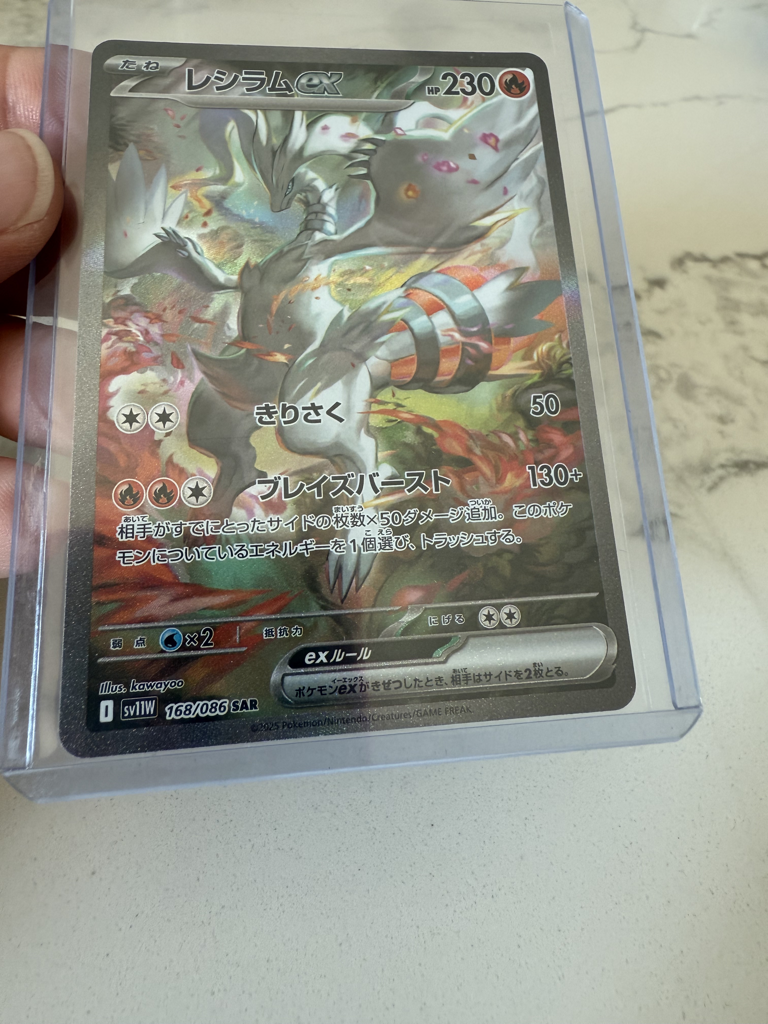 たね レシラムex HP230
きりさく 50
ブレイズバースト 130+
相手がすでにとったサイドの枚数×50ダメージ追加。このポケ
モンについているエネルギーを1個選び、トラッシュする。
弱点 ×2 抵抗力 にげる
exルール
ポケモンexがきぜつしたとき、相手はサイドを2枚とる。
Illus. kawayoo
I sv11W 168/086 SAR
©2025 Pokémon/Nintendo/Creatures/GAME FREAK